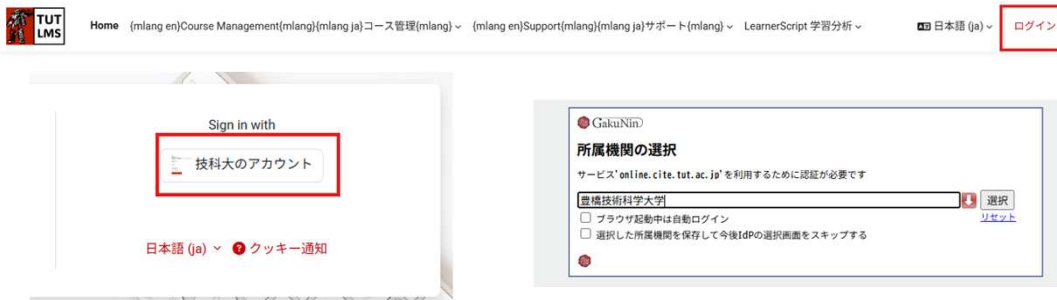 TUT
LMS
Home {mlang en}Course Management{mlang}{mlang ja}コース管理{mlang} {mlang en}Support{mlang}{mlang ja}サポート{mlang} LearnerScript 学習分析 日本語 (ja) ログイン
Sign in with
技科大のアカウント
日本語 (ja) クッキー通知
GakuNin
所属機関の選択
サービス'online.cite.tut.ac.jp'を利用するために認証が必要です
豊橋技術科学大学 選択
ブラウザ起動中は自動ログイン リセット
選択した所属機関を保存して今後IdPの選択画面をスキップする